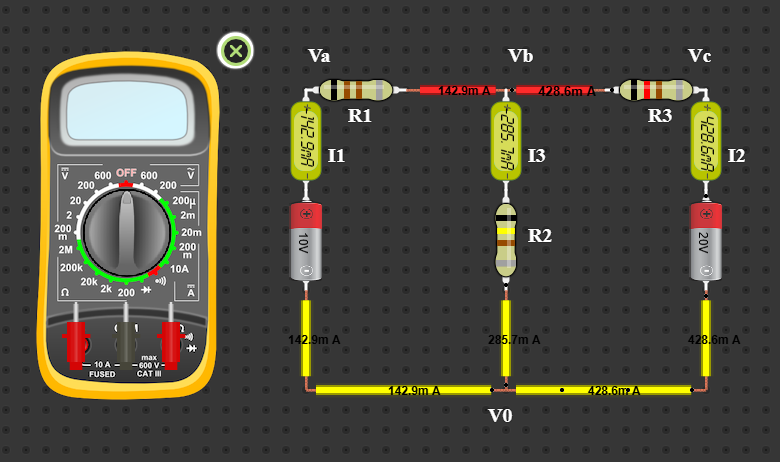 Va
Vb
Vc
142.9m A
428.6m A
R1
R3
142.9mA
I1
285.7mA
I3
428.6mA
I2
R2
10V
20V
142.9m A
285.7m A
428.6m A
142.9m A
428.6m A
V0
V
OFF
V
600
600
200
200
20
200µ
2
2m
200
m
20m
2M
200
m
200k
10A
20k
2k
200
Ω
A
10 A
FUSED
max
600 V
CAT III